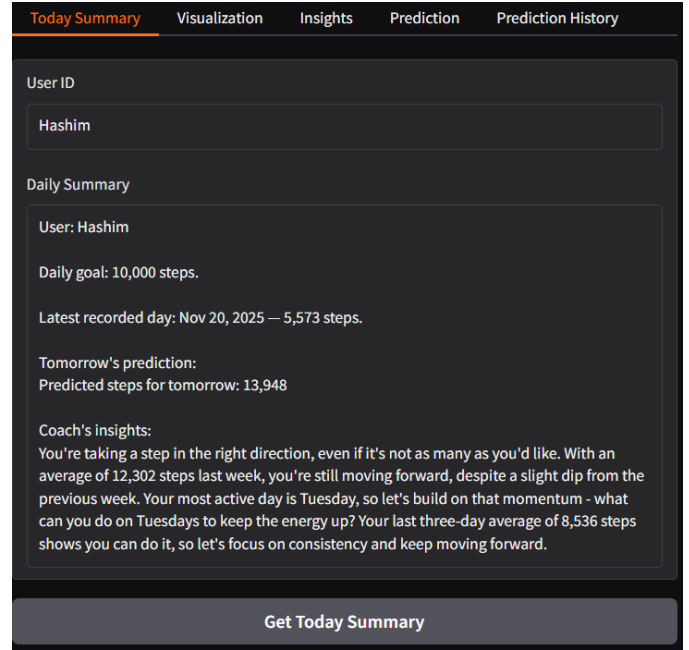 Today Summary Visualization Insights Prediction Prediction History
User ID
Hashim
Daily Summary
User: Hashim
Daily goal: 10,000 steps.
Latest recorded day: Nov 20, 2025 — 5,573 steps.
Tomorrow's prediction:
Predicted steps for tomorrow: 13,948
Coach's insights:
You're taking a step in the right direction, even if it's not as many as you'd like. With an
average of 12,302 steps last week, you're still moving forward, despite a slight dip from the
previous week. Your most active day is Tuesday, so let's build on that momentum - what
can you do on Tuesdays to keep the energy up? Your last three-day average of 8,536 steps
shows you can do it, so let's focus on consistency and keep moving forward.
Get Today Summary